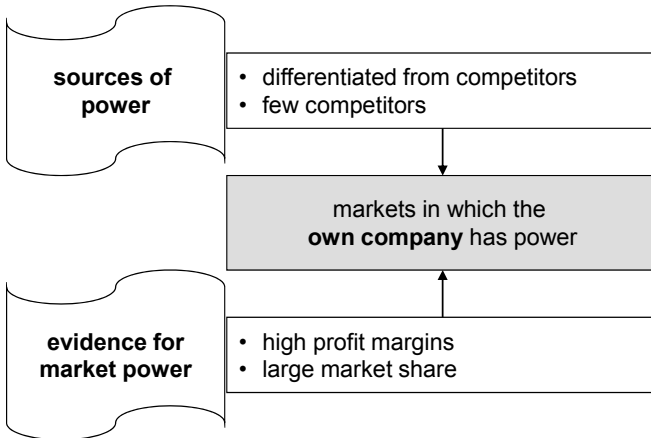 sources of
power
• differentiated from competitors
• few competitors
markets in which the
own company has power
evidence for
market power
• high profit margins
• large market share